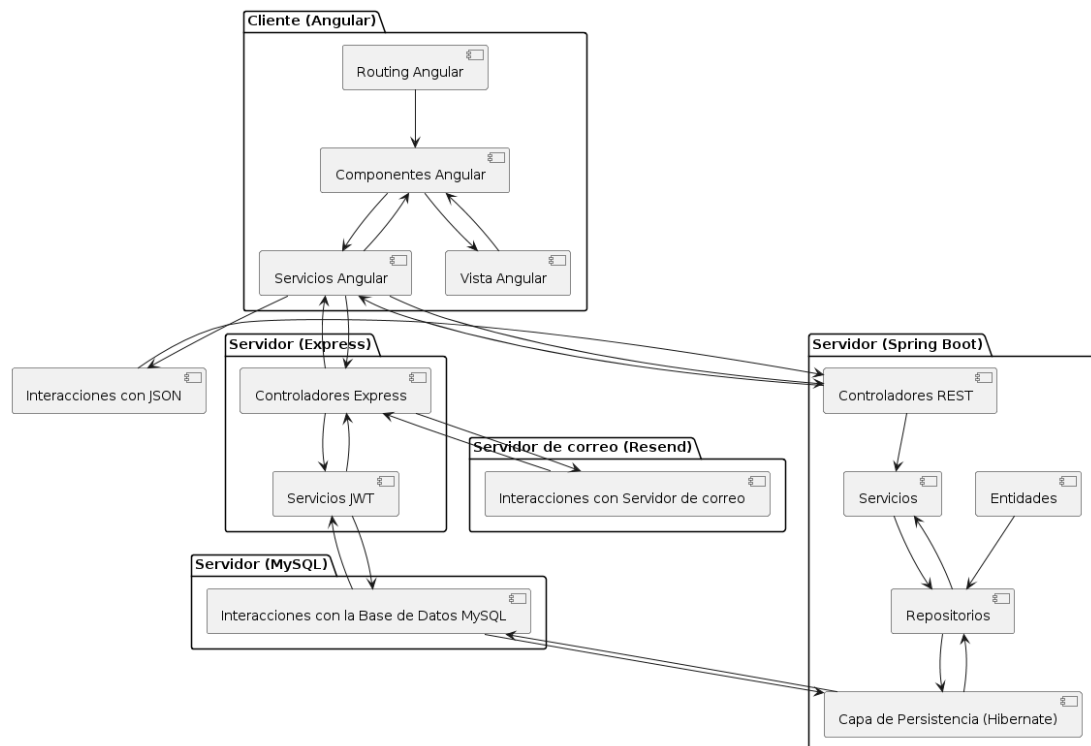 Cliente (Angular)
Routing Angular
Componentes Angular
Servicios Angular
Vista Angular
Servidor (Express)
Servidor (Spring Boot)
Interacciones con JSON
Controladores Express
Controladores REST
Servidor de correo (Resend)
Servicios JWT
Interacciones con Servidor de correo
Servicios
Entidades
Servidor (MySQL)
Interacciones con la Base de Datos MySQL
Repositorios
Capa de Persistencia (Hibernate)